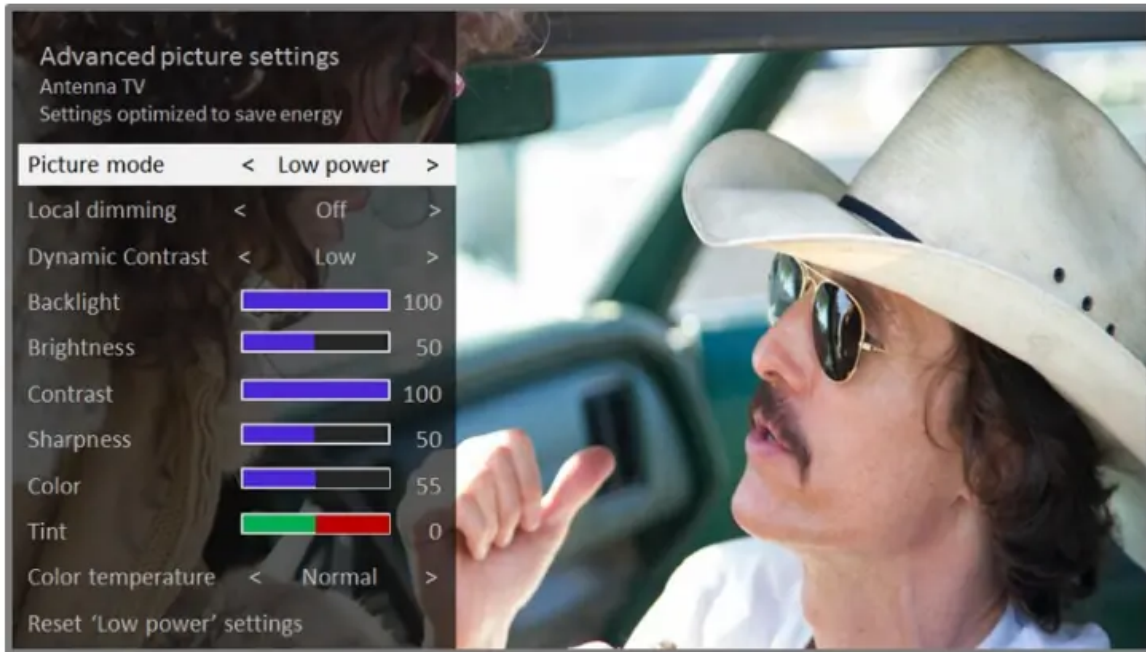 Advanced picture settings
Antenna TV
Settings optimized to save energy
Picture mode < Low power >
Local dimming < Off >
Dynamic Contrast < Low >
Backlight 100
Brightness 50
Contrast 100
Sharpness 50
Color 55
Tint 0
Color temperature < Normal >
Reset ‘Low power’ settings